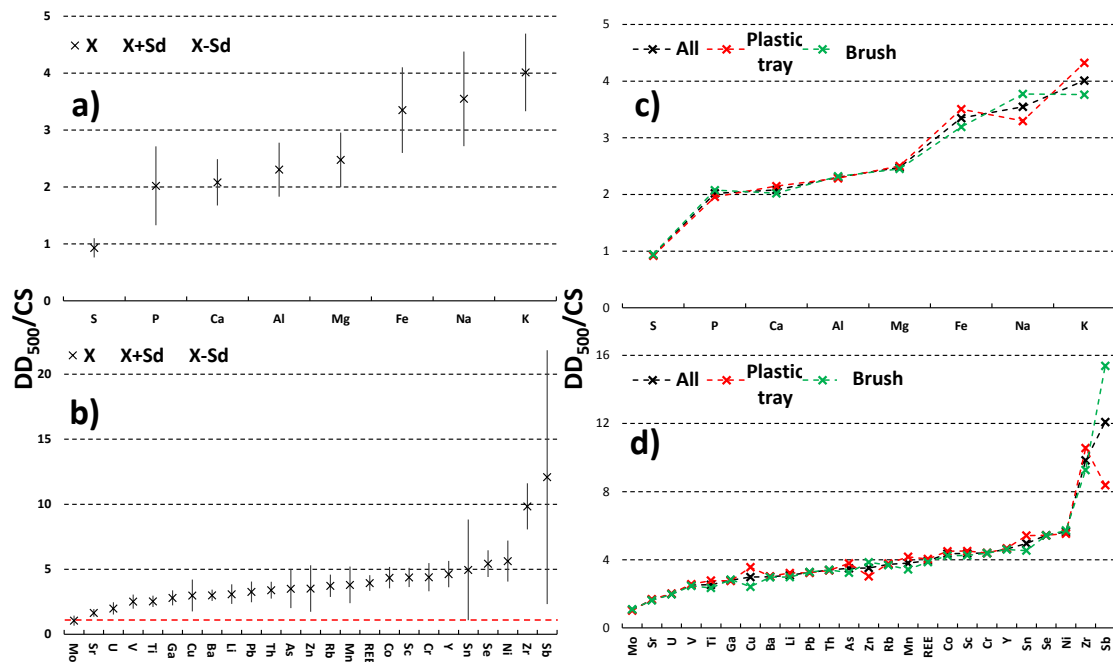 5
4
3
2
1
0
X X+Sd X-Sd
a)
S P Ca Al Mg Fe Na K
DD500/CS
20
15
10
5
0
X X+Sd X-Sd
b)
Mo Sr U V Ti Ga Cu Ba Li Pb Th As Zn Rb Mn REE Co Sc Cr Y Sn Se Ni Zr Sb
5
4
3
2
1
0
All Plastic tray Brush
c)
S P Ca Al Mg Fe Na K
DD500/CS
16
12
8
4
0
All Plastic tray Brush
d)
Mo Sr U V Ti Ga Cu Ba Li Pb Th As Zn Rb Mn REE Co Sc Cr Y Sn Se Ni Zr Sb